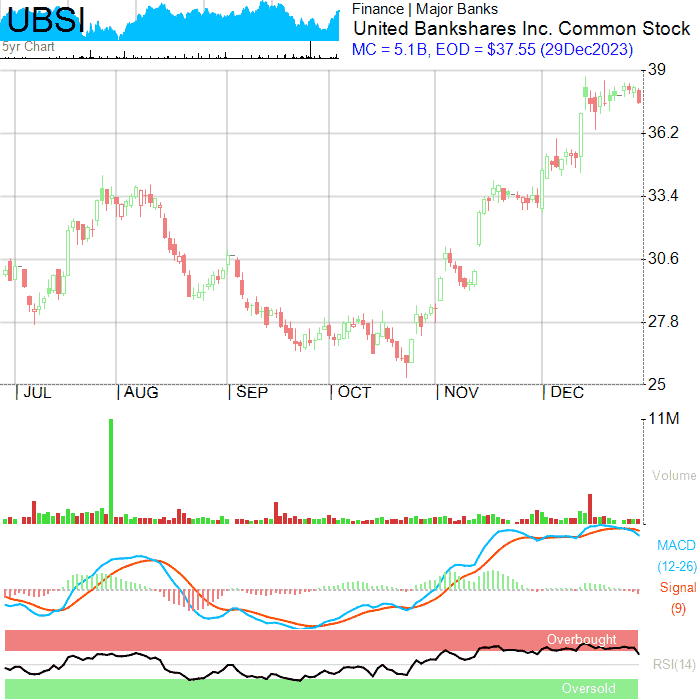 UBSI
5yr Chart
Finance | Major Banks
United Bankshares Inc. Common Stock
MC = 5.1B, EOD = $37.55 (29Dec2023)
39
36.2
33.4
30.6
27.8
25
| JUL | AUG | SEP | OCT | NOV | DEC
11M
Volume
MACD
(12-26)
Signal
(9)
Overbought
RSI(14)
Oversold